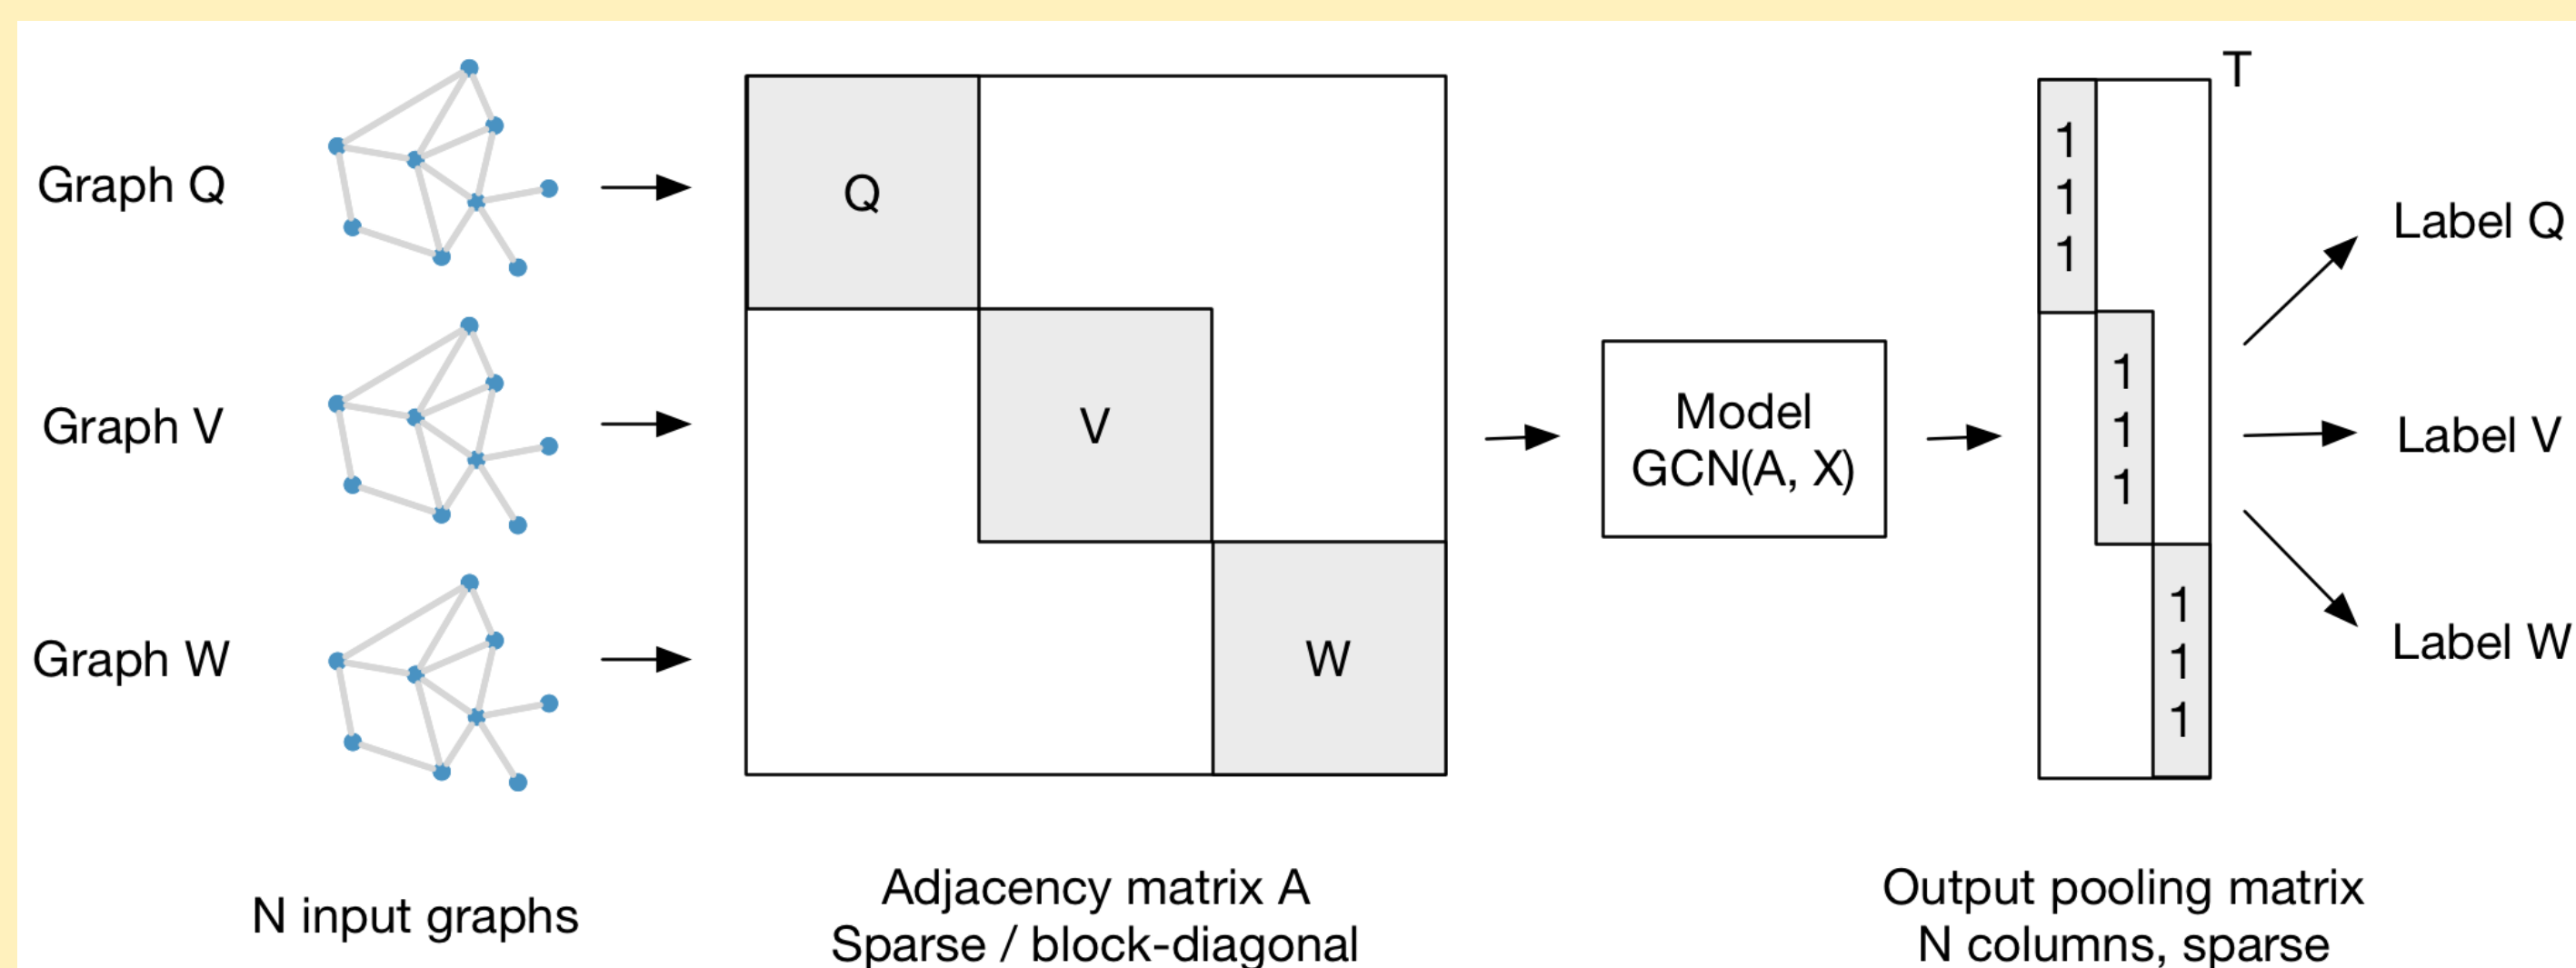 Graph Q
Graph V
Graph W
N input graphs
Q
V
W
Adjacency matrix A
Sparse / block-diagonal
Model
GCN(A, X)
T
1
1
1
1
1
1
1
1
1
Output pooling matrix
N columns, sparse
Label Q
Label V
Label W